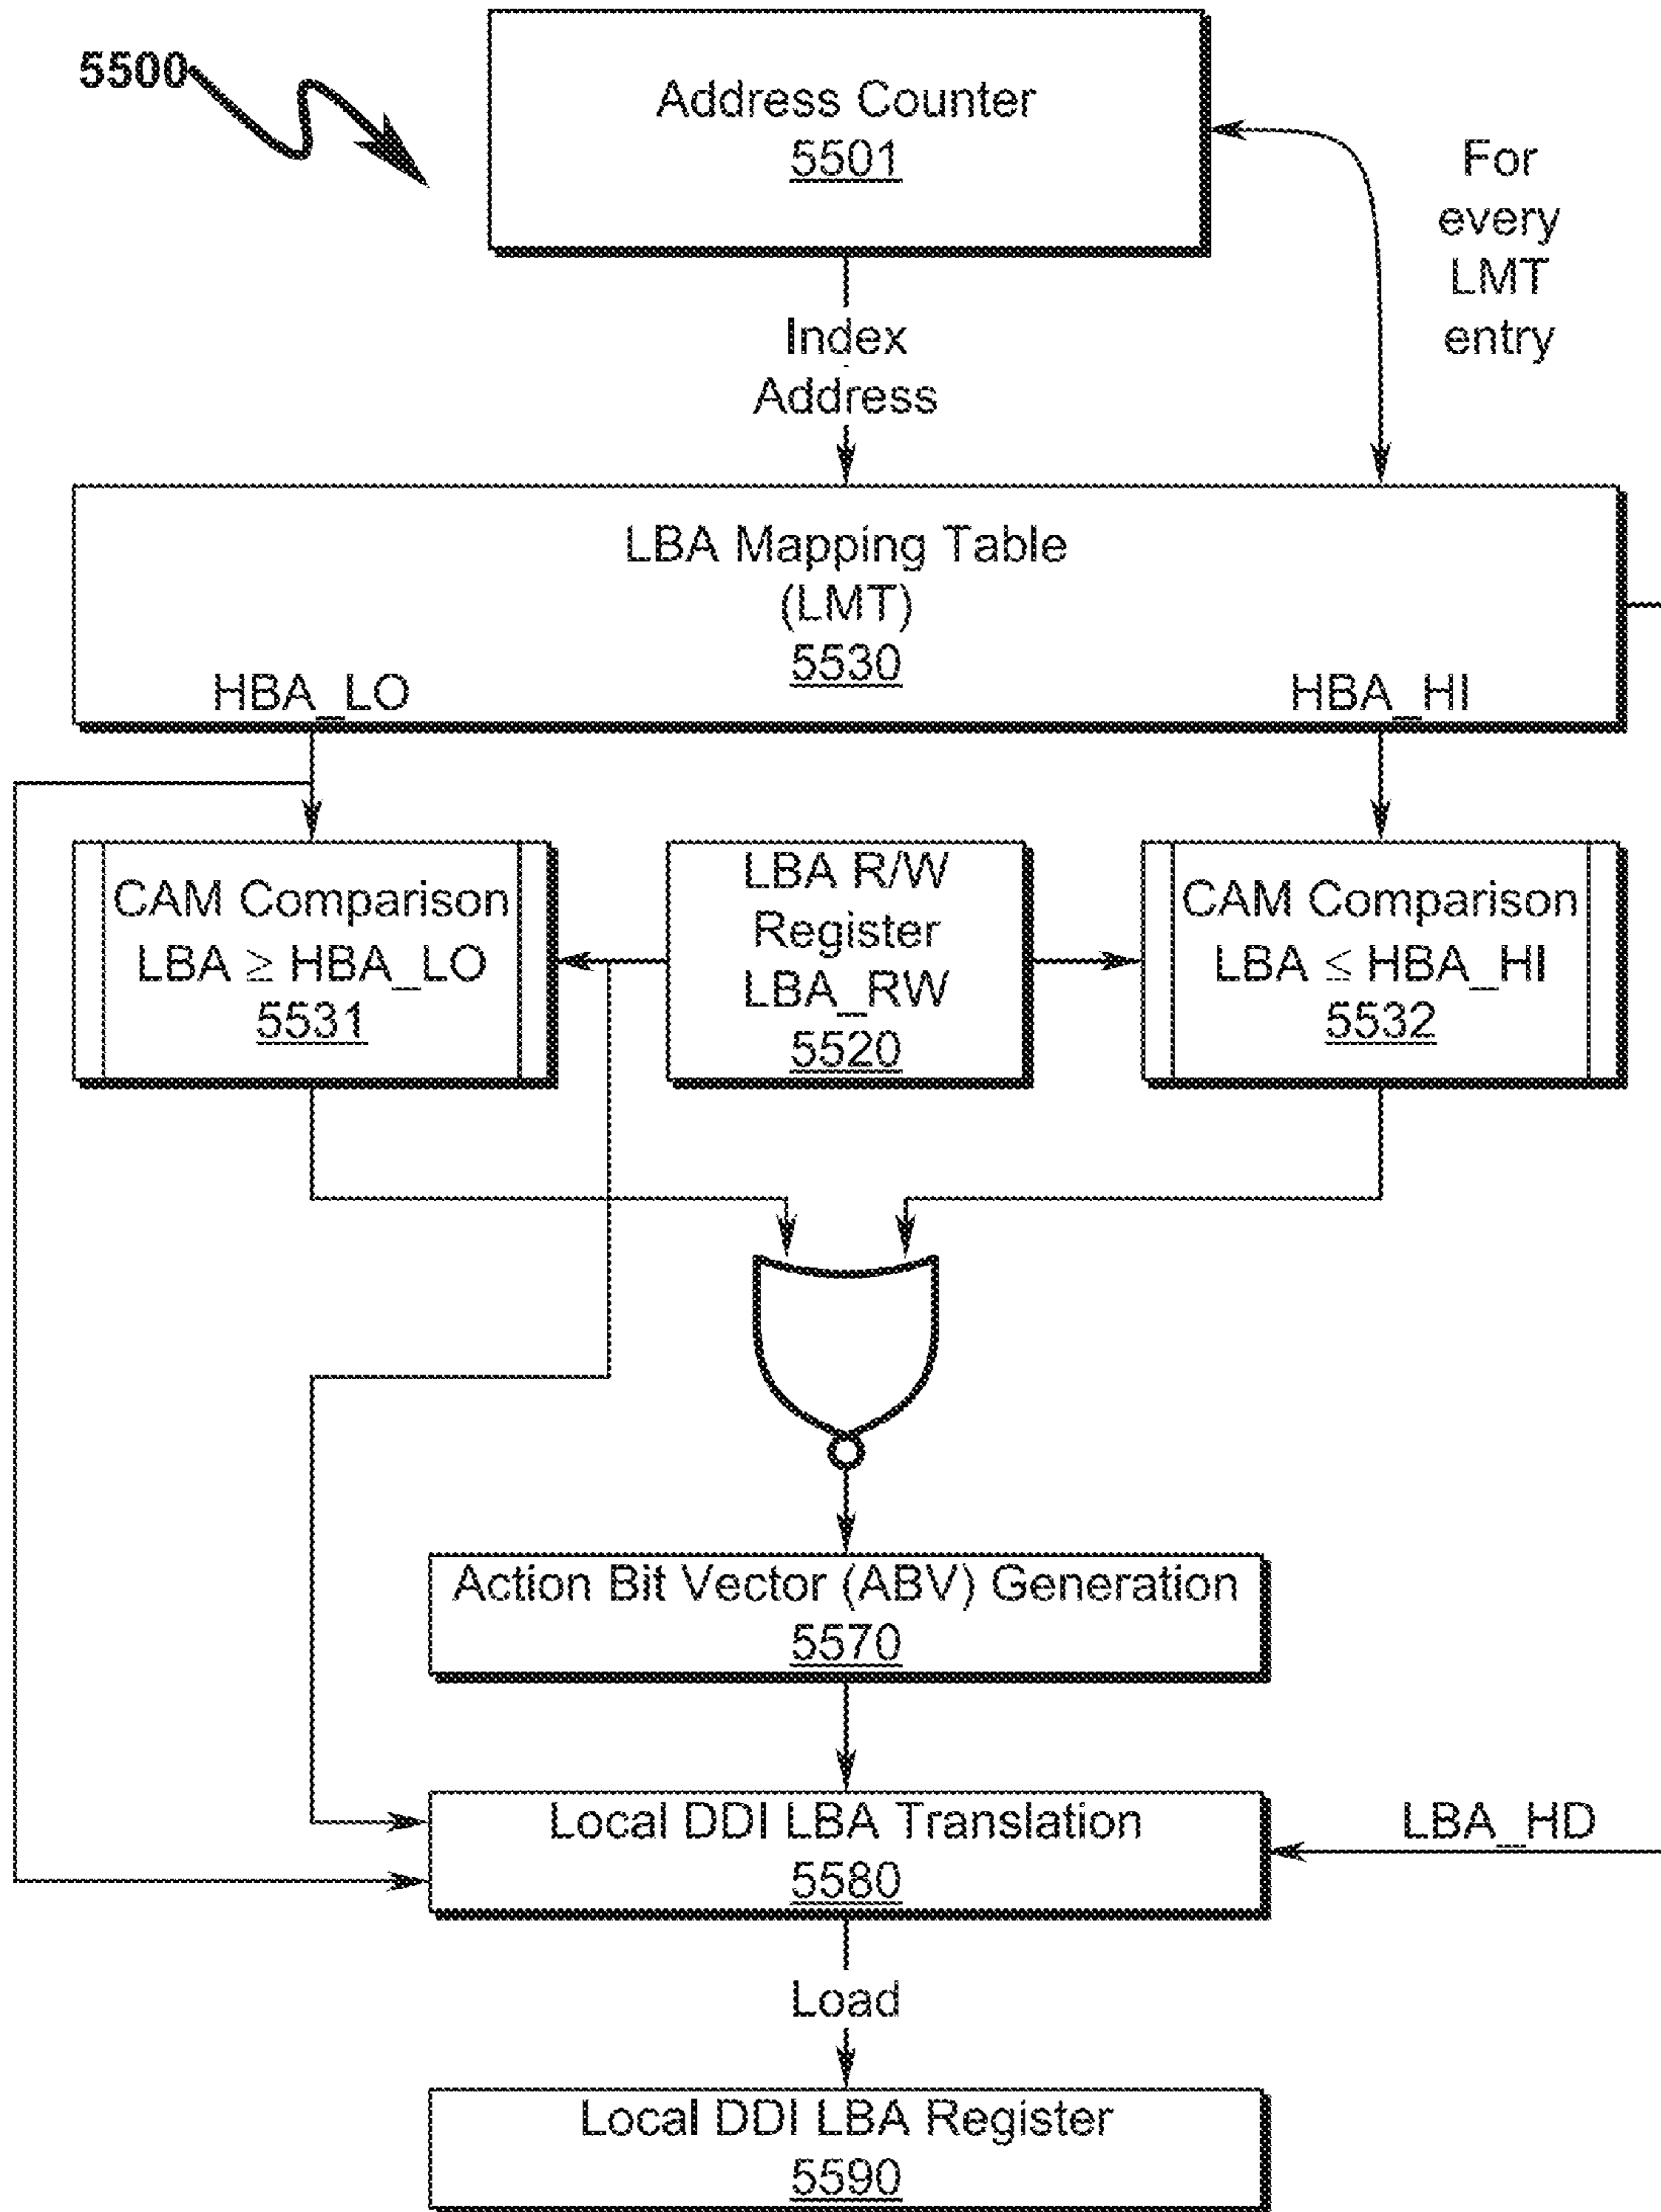 5500
Address Counter
5501
For
every
LMT
entry
Index
Address
LBA Mapping Table
(LMT)
5530
HBA_LO
HBA_HI
CAM Comparison
LBA ≥ HBA_LO
5531
LBA R/W
Register
LBA_RW
5520
CAM Comparison
LBA ≤ HBA_HI
5532
Action Bit Vector (ABV) Generation
5570
Local DDI LBA Translation
5580
LBA_HD
Load
Local DDI LBA Register
5590